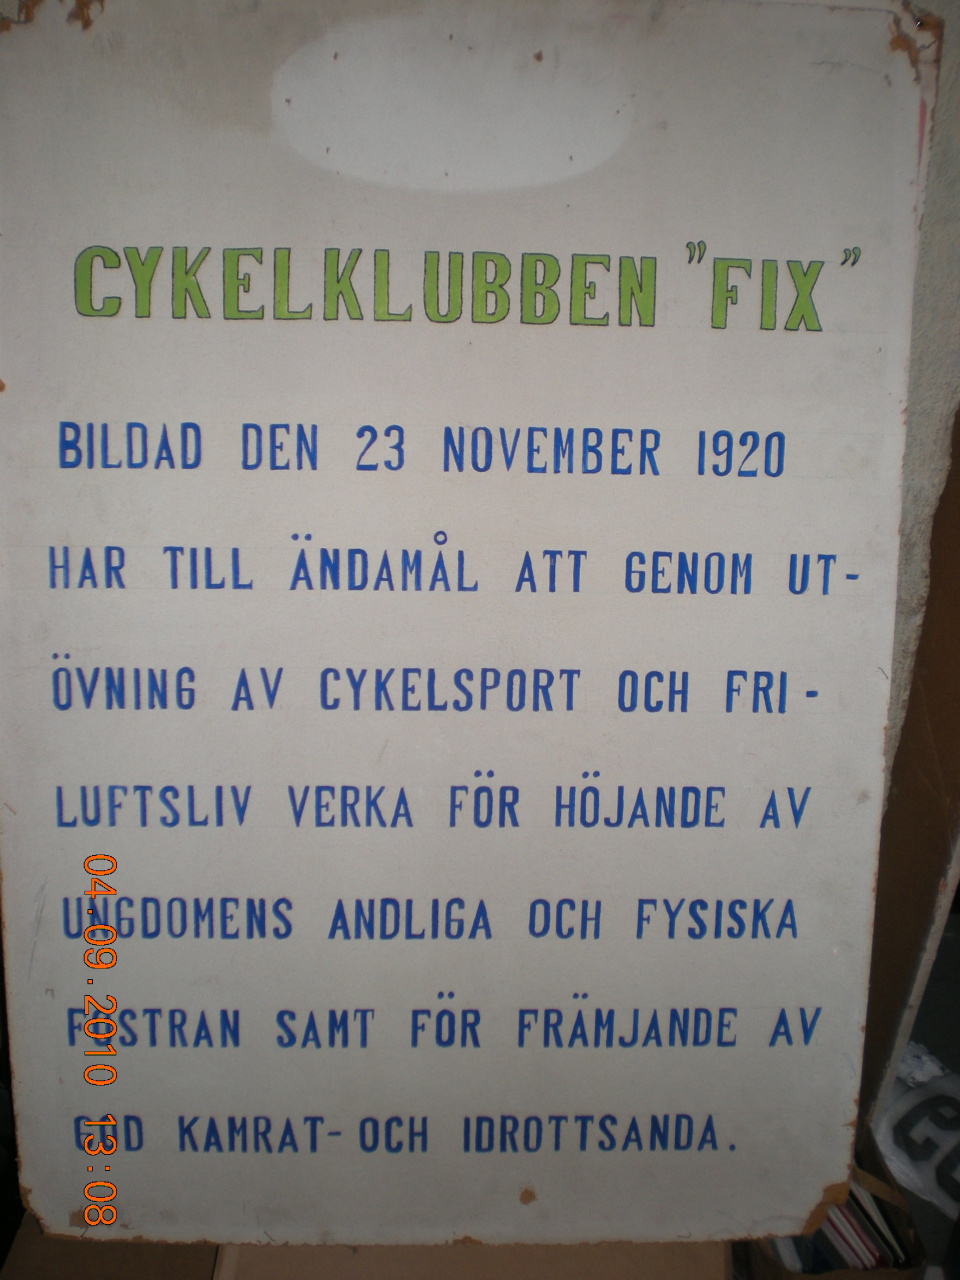 CYKELKLUBBEN "FIX"
BILDAD DEN 23 NOVEMBER 1920
HAR TILL ÄNDAMÅL ATT GENOM UT-
ÖVNING AV CYKELSPORT OCH FRI-
LUFTSLIV VERKA FÖR HÖJANDE AV
UNGDOMENS ANDLIGA OCH FYSISKA
FOSTRAN SAMT FÖR FRÄMJANDE AV
GOD KAMRAT- OCH IDROTTSANDA.
04.09.2010 13:08